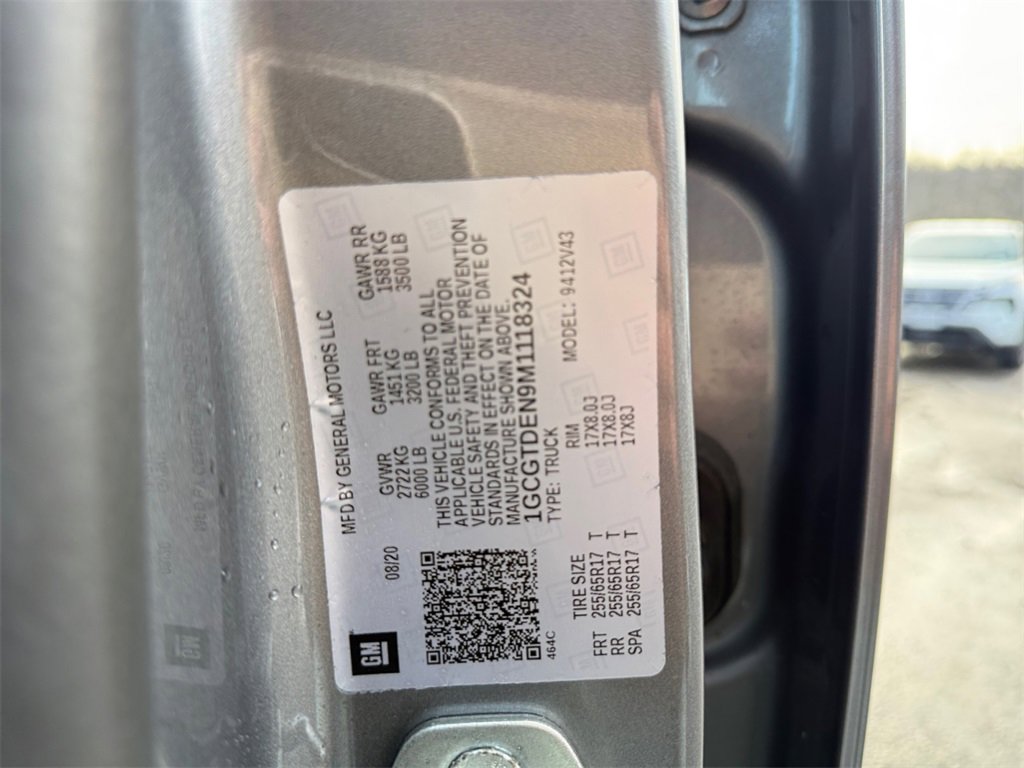 GM
08/20
MFD BY GENERAL MOTORS LLC
GVWR GAWR FRT GAWR RR
2722 KG 1451 KG 1588 KG
6000 LB 3200 LB 3500 LB
THIS VEHICLE CONFORMS TO ALL
APPLICABLE U.S. FEDERAL MOTOR
VEHICLE SAFETY AND THEFT PREVENTION
STANDARDS IN EFFECT ON THE DATE OF
MANUFACTURE SHOWN ABOVE.
1GCGTDEN9M1118324
464C
TYPE: TRUCK MODEL: 9412V43
TIRE SIZE RIM
FRT 255/65R17 T 17X8.0J
RR 255/65R17 T 17X8.0J
SPA 255/65R17 T 17X8J